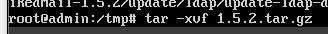 iRedMail-1.5.2/update/ldap/update-ldap-d
root@admin:/tmp# tar -xvf 1.5.2.tar.gz